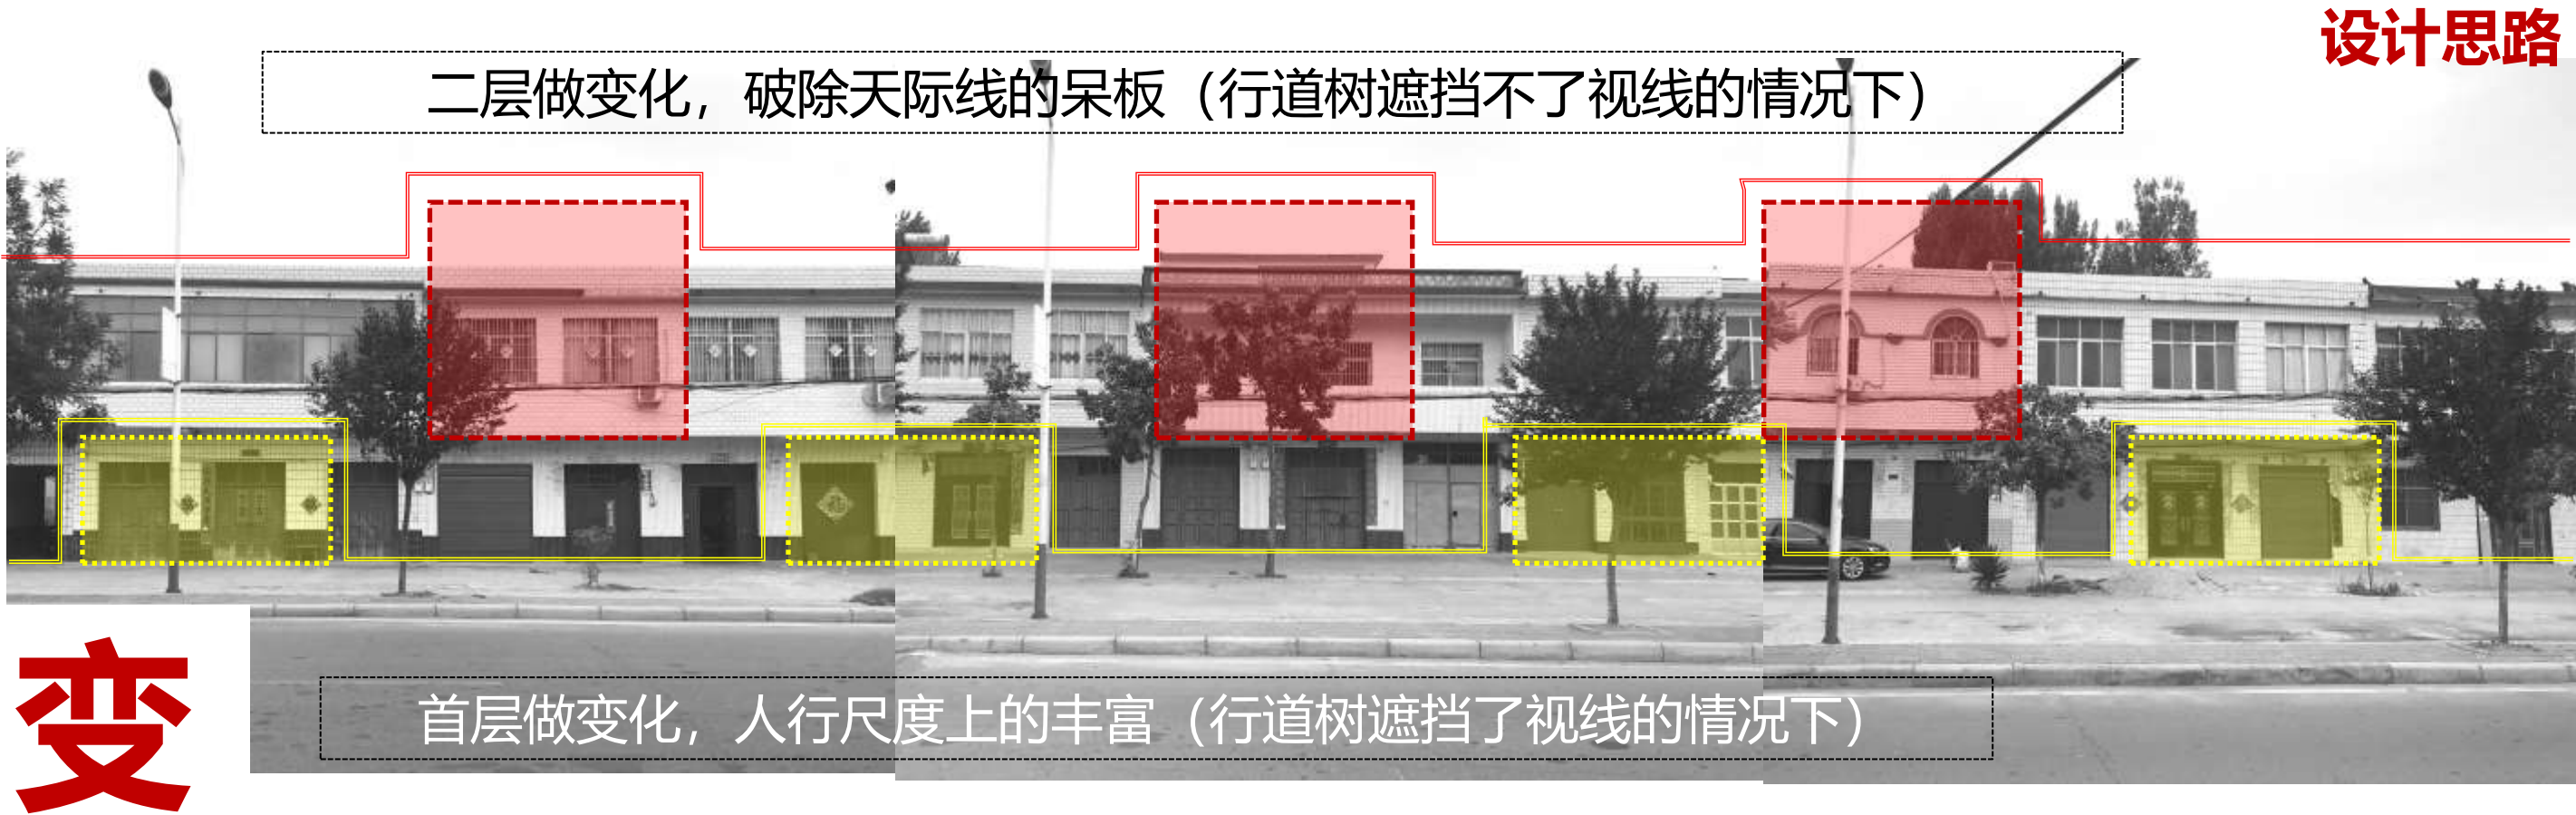 设计思路
二层做变化，破除天际线的呆板（行道树遮挡不了视线的情况下）
变
首层做变化，人行尺度上的丰富（行道树遮挡了视线的情况下）